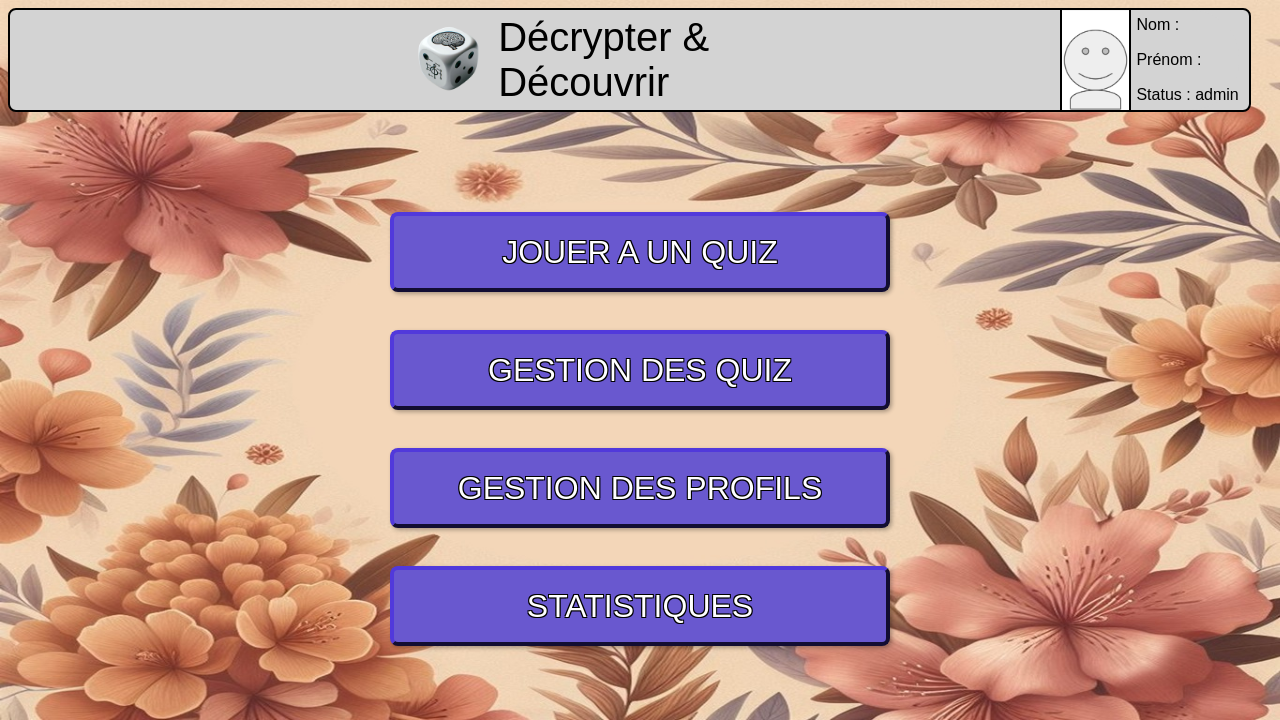 Décrypter &
Découvrir
Nom :
Prénom :
Status : admin
JOUER A UN QUIZ
GESTION DES QUIZ
GESTION DES PROFILS
STATISTIQUES